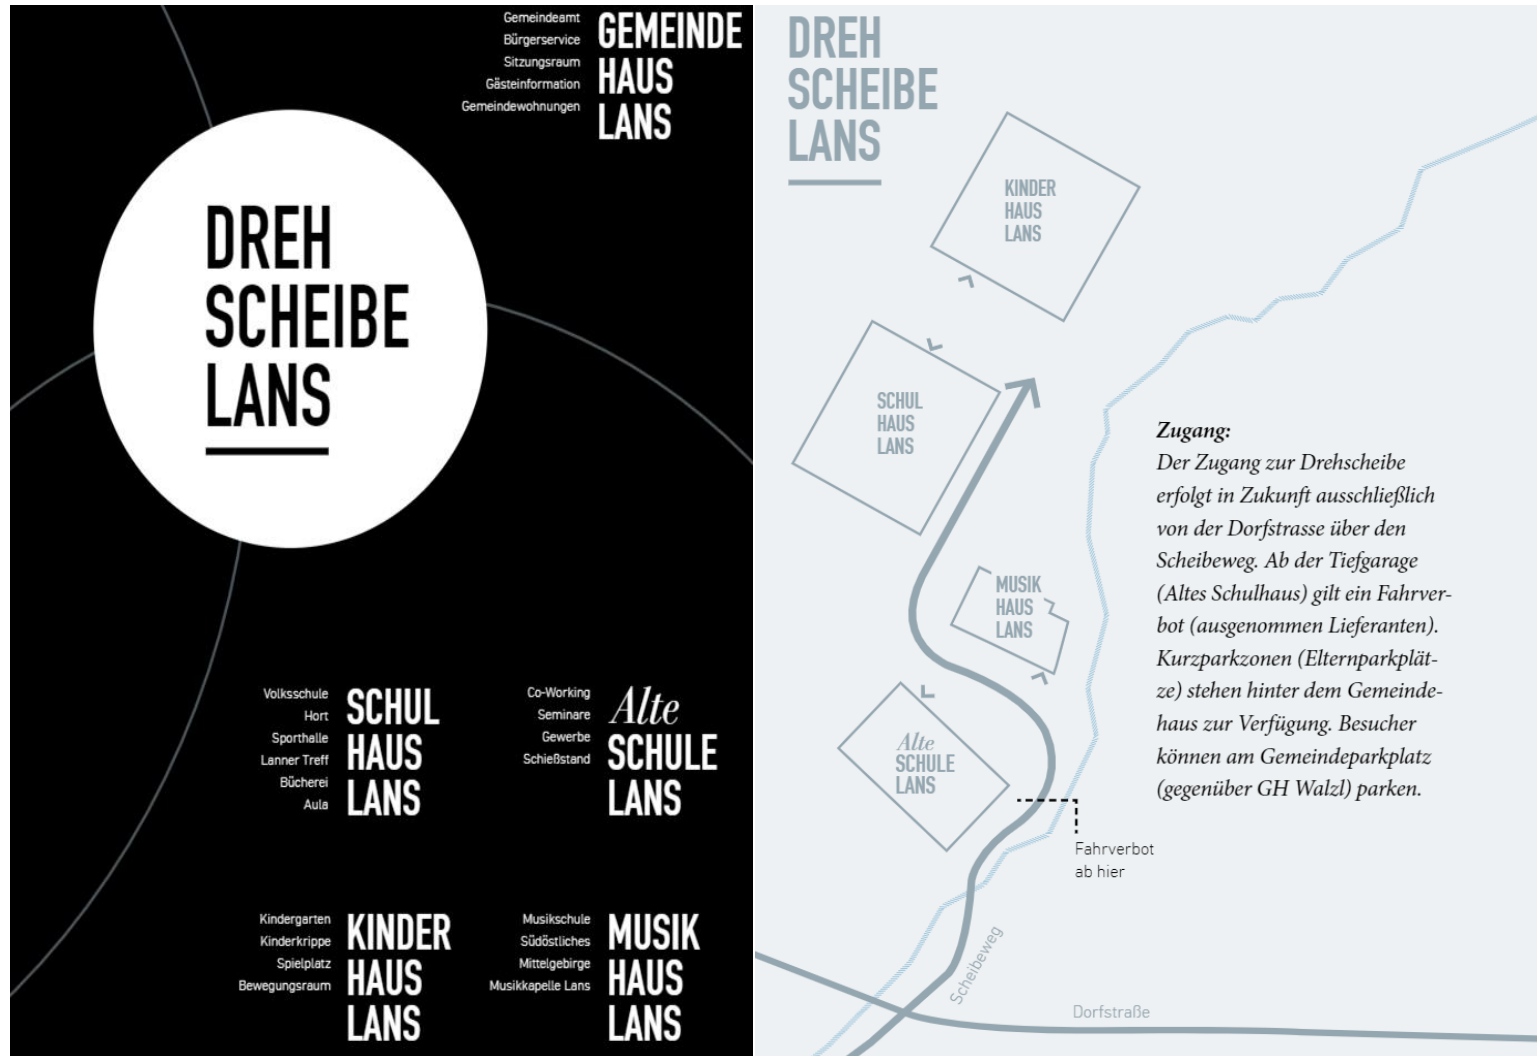 Gemeindeamt
Bürgerservice
Sitzungsraum
Gästeinformation
Gemeindewohnungen
GEMEINDE
HAUS
LANS
DREH
SCHEIBE
LANS
Volksschule
Hort
Sporthalle
Lanner Treff
Bücherei
Aula
SCHUL
HAUS
LANS
Co-Working
Seminare
Gewerbe
Schießstand
Alte
SCHULE
LANS
Kindergarten
Kinderkrippe
Spielplatz
Bewegungsraum
KINDER
HAUS
LANS
Musikschule
Südöstliches
Mittelgebirge
Musikkapelle Lans
MUSIK
HAUS
LANS
DREH
SCHEIBE
LANS
KINDER
HAUS
LANS
SCHUL
HAUS
LANS
MUSIK
HAUS
LANS
Alte
SCHULE
LANS
Zugang:
Der Zugang zur Drehscheibe
erfolgt in Zukunft ausschließlich
von der Dorfstrasse über den
Scheibeweg. Ab der Tiefgarage
(Altes Schulhaus) gilt ein Fahrver-
bot (ausgenommen Lieferanten).
Kurzparkzonen (Elternparkplät-
ze) stehen hinter dem Gemeinde-
haus zur Verfügung. Besucher
können am Gemeindeparkplatz
(gegenüber GH Walzl) parken.
Fahrverbot
ab hier
Scheibeweg
Dorfstraße